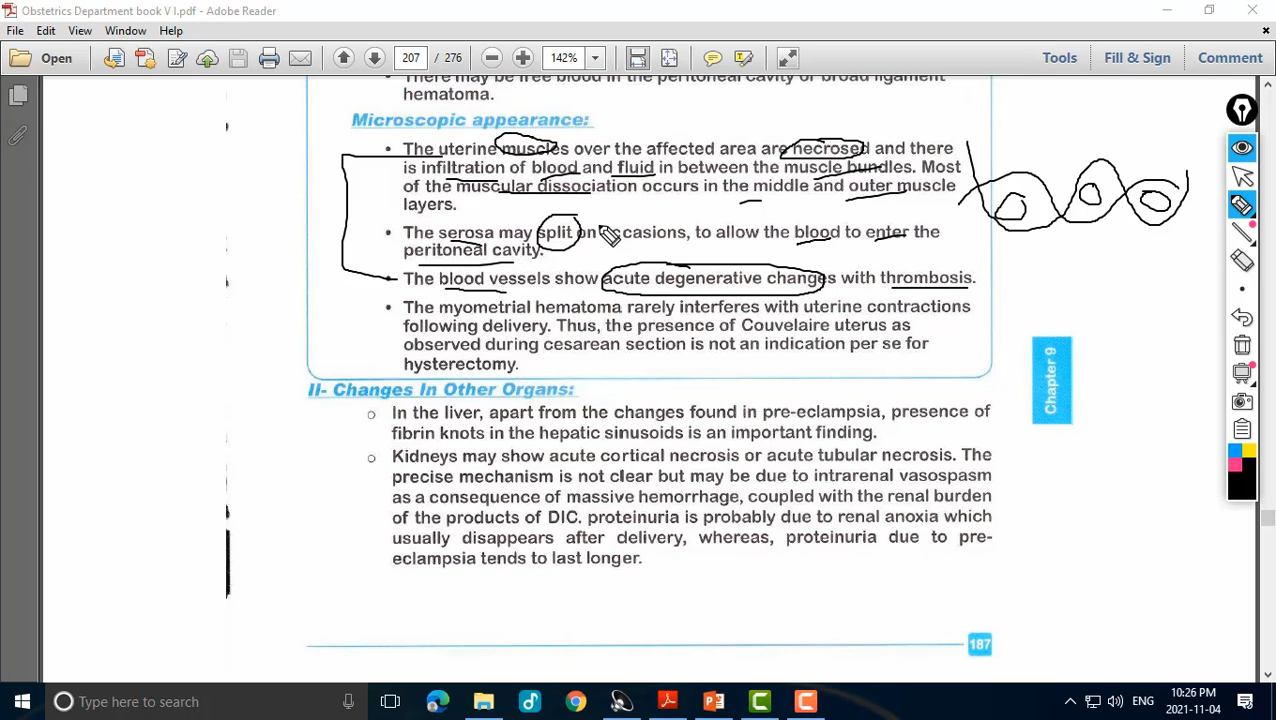 Obstetrics Department book V I.pdf - Adobe Reader
File Edit View Window Help
Open 207 / 276 142% Tools Fill & Sign Comment
There may be free blood in the peritoneal cavity or broad ligament
hematoma.
Microscopic appearance:
• The uterine muscles over the affected area are necrosed and there
is infiltration of blood and fluid in between the muscle bundles. Most
of the muscular dissociation occurs in the middle and outer muscle
layers.
• The serosa may split on occasions, to allow the blood to enter the
peritoneal cavity.
• The blood vessels show acute degenerative changes with thrombosis.
• The myometrial hematoma rarely interferes with uterine contractions
following delivery. Thus, the presence of Couvelaire uterus as
observed during cesarean section is not an indication per se for
hysterectomy.
Chapter 9
II- Changes In Other Organs:
o In the liver, apart from the changes found in pre-eclampsia, presence of
fibrin knots in the hepatic sinusoids is an important finding.
o Kidneys may show acute cortical necrosis or acute tubular necrosis. The
precise mechanism is not clear but may be due to intrarenal vasospasm
as a consequence of massive hemorrhage, coupled with the renal burden
of the products of DIC. proteinuria is probably due to renal anoxia which
usually disappears after delivery, whereas, proteinuria due to pre-
eclampsia tends to last longer.
187
Type here to search
10:26 PM
2021-11-04